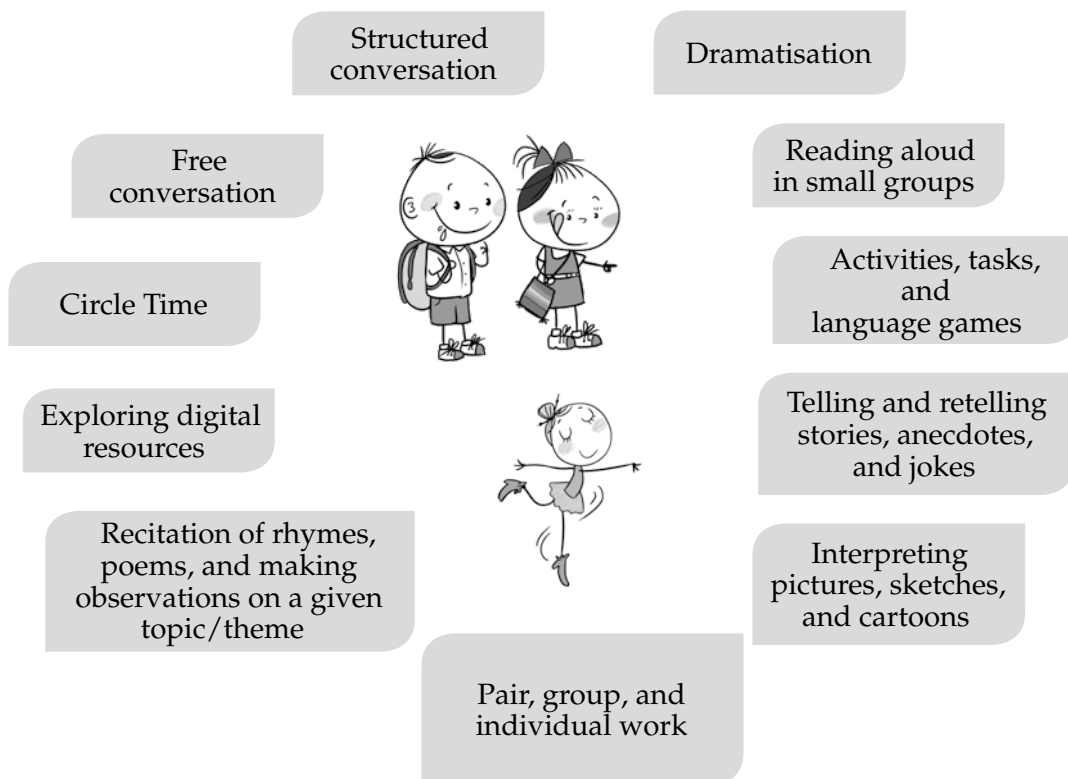 Structured
conversation
Dramatisation
Free
conversation
Reading aloud
in small groups
Circle Time
Activities, tasks,
and
language games
Exploring digital
resources
Telling and retelling
stories, anecdotes,
and jokes
Recitation of rhymes,
poems, and making
observations on a given
topic/theme
Interpreting
pictures, sketches,
and cartoons
Pair, group, and
individual work